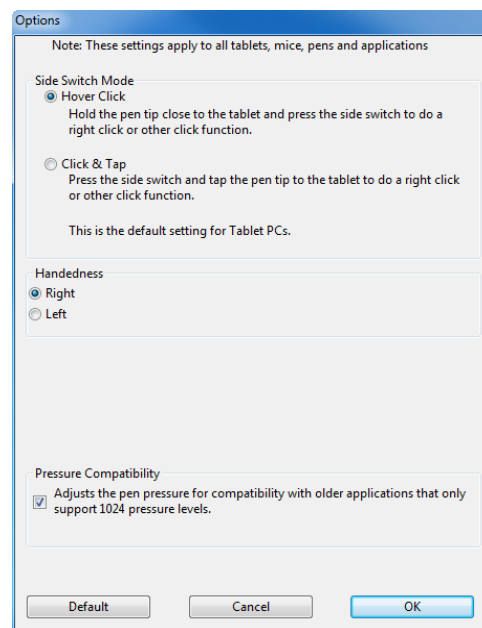 Options
Note: These settings apply to all tablets, mice, pens and applications
Side Switch Mode
Hover Click
Hold the pen tip close to the tablet and press the side switch to do a
right click or other click function.
Click & Tap
Press the side switch and tap the pen tip to the tablet to do a right click
or other click function.
This is the default setting for Tablet PCs.
Handedness
Right
Left
Pressure Compatibility
Adjusts the pen pressure for compatibility with older applications that only
support 1024 pressure levels.
Default
Cancel
OK